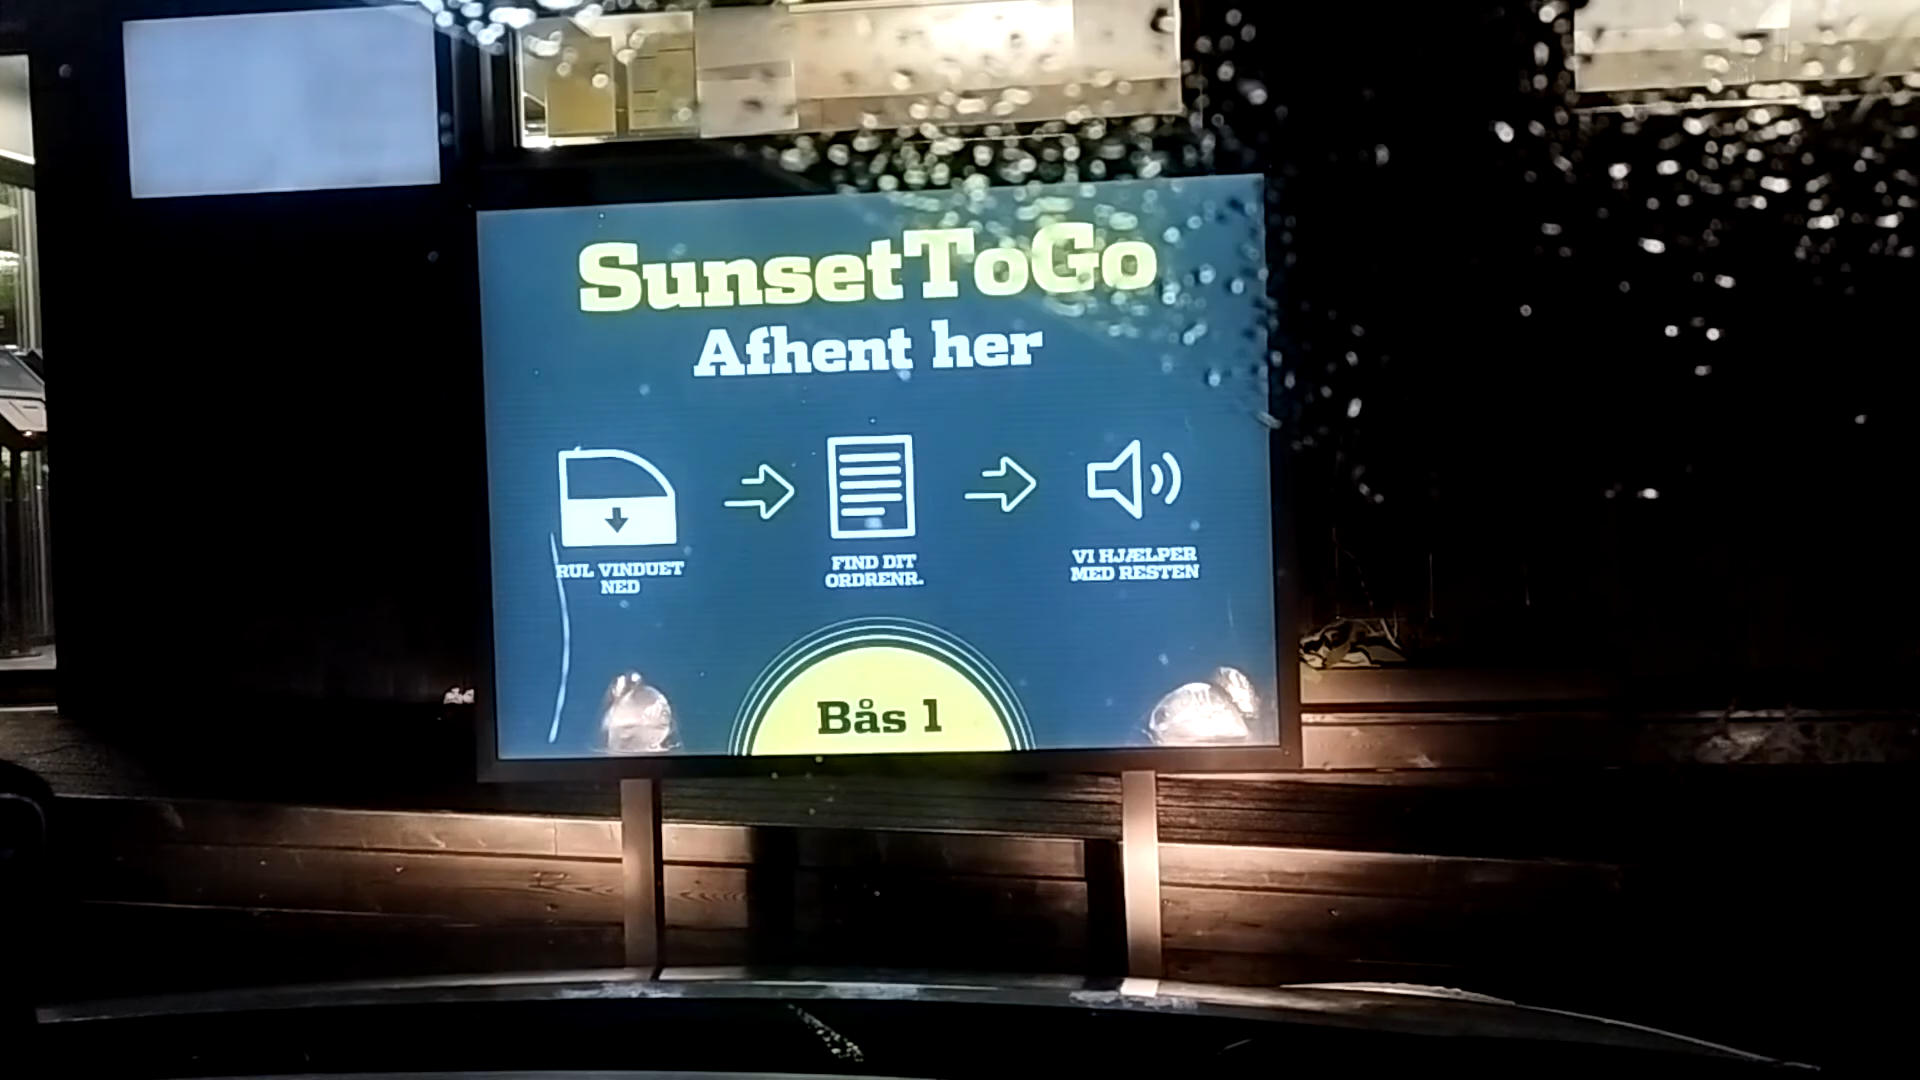 SunsetToGo
Afhent her
RUL VINDUET
NED
FIND DIT
ORDRENR.
VI HJÆLPER
MED RESTEN
Bås 1